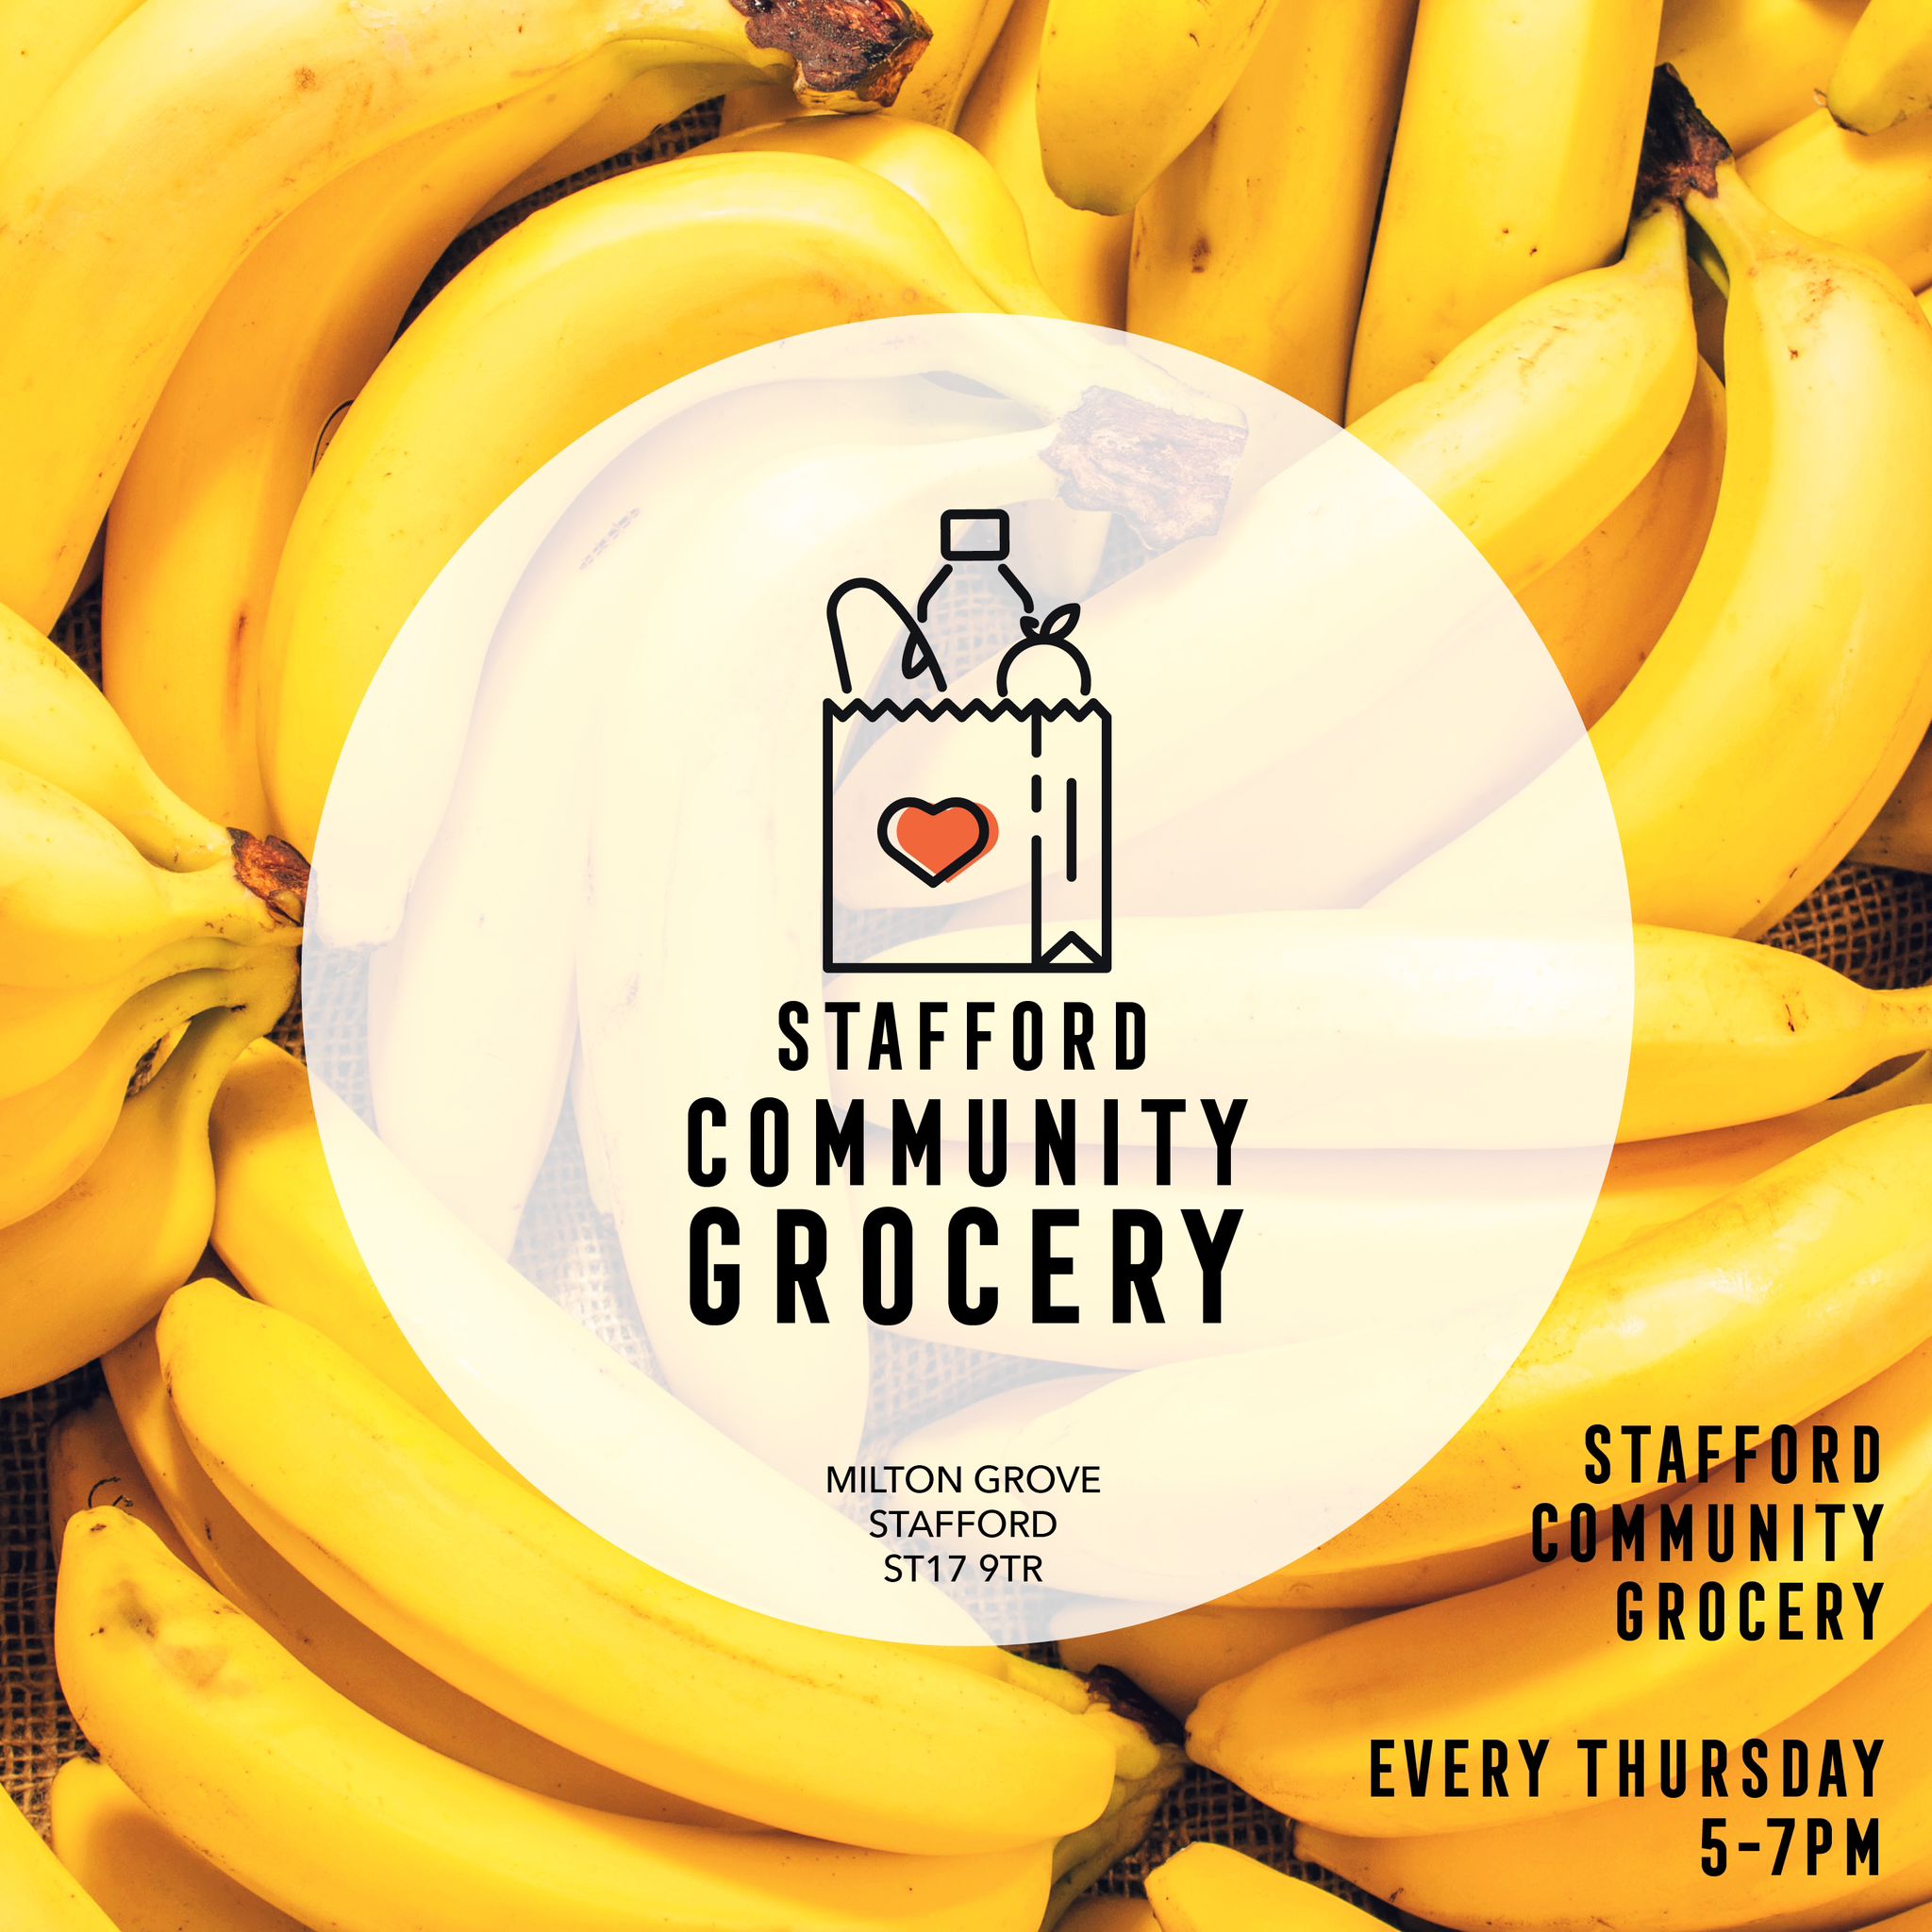 STAFFORD
COMMUNITY
GROCERY
MILTON GROVE
STAFFORD
ST17 9TR
STAFFORD
COMMUNITY
GROCERY
EVERY THURSDAY
5-7PM